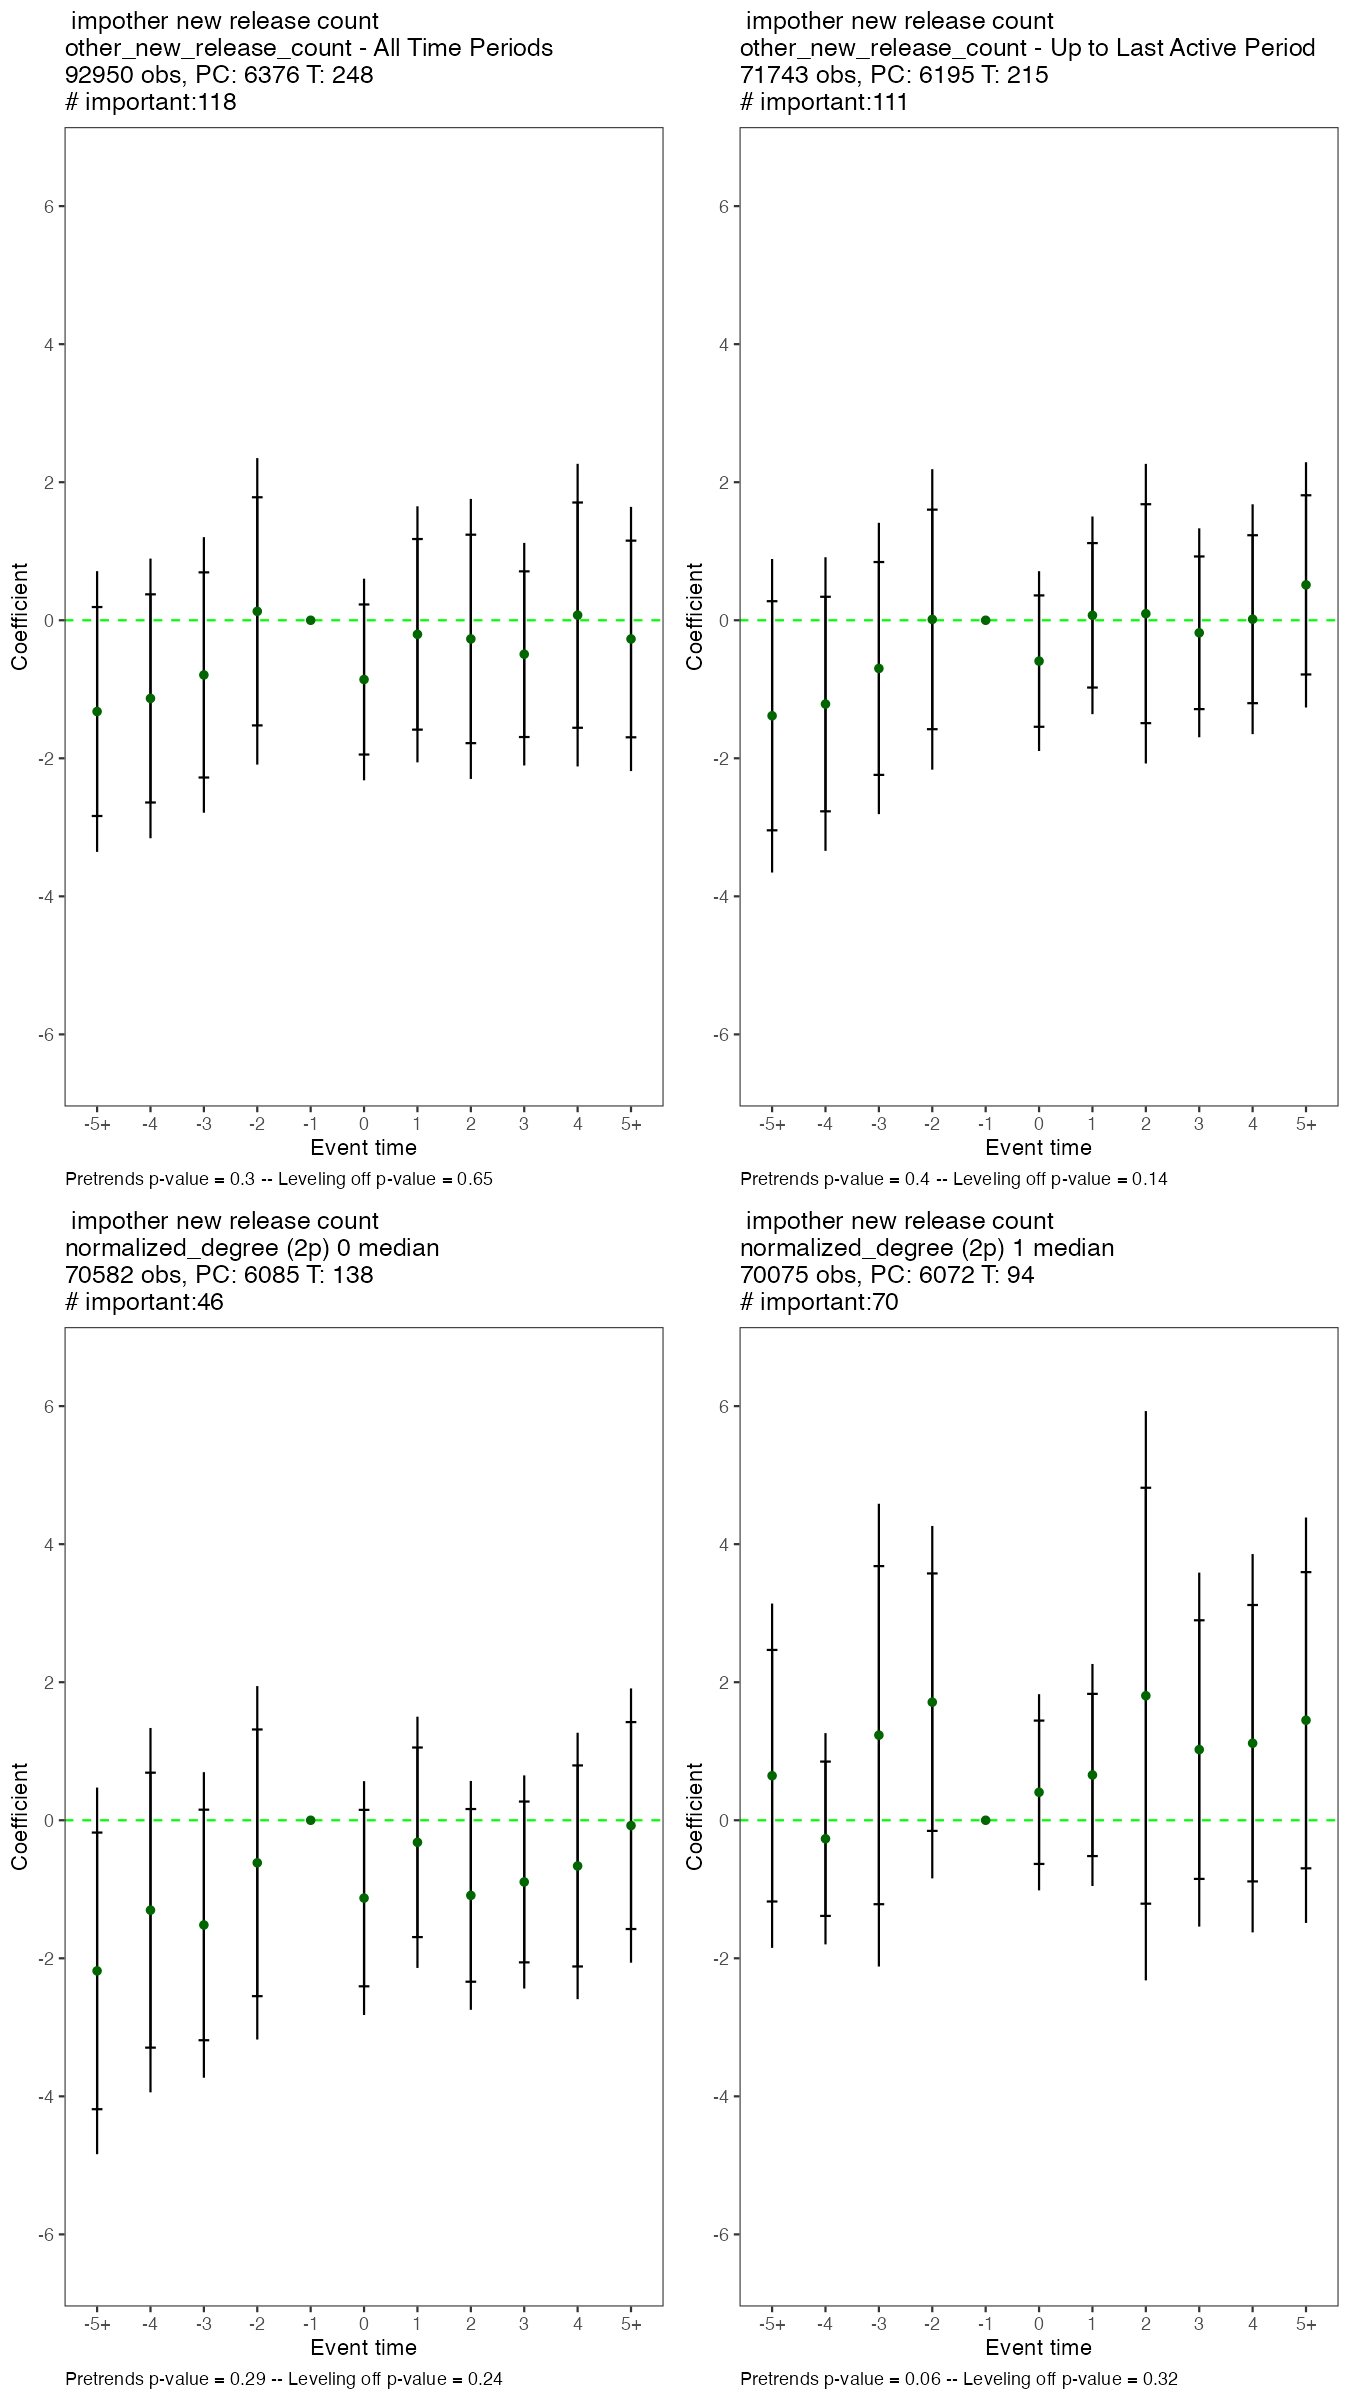 impother new release count
other_new_release_count - All Time Periods
92950 obs, PC: 6376 T: 248
# important:118
6
4
2
0
-2
-4
-6
Coefficient
-5+ -4 -3 -2 -1 0 1 2 3 4 5+
Event time
Pretrends p-value = 0.3 -- Leveling off p-value = 0.65
impother new release count
other_new_release_count - Up to Last Active Period
71743 obs, PC: 6195 T: 215
# important:111
6
4
2
0
-2
-4
-6
Coefficient
-5+ -4 -3 -2 -1 0 1 2 3 4 5+
Event time
Pretrends p-value = 0.4 -- Leveling off p-value = 0.14
impother new release count
normalized_degree (2p) 0 median
70582 obs, PC: 6085 T: 138
# important:46
6
4
2
0
-2
-4
-6
Coefficient
-5+ -4 -3 -2 -1 0 1 2 3 4 5+
Event time
Pretrends p-value = 0.29 -- Leveling off p-value = 0.24
impother new release count
normalized_degree (2p) 1 median
70075 obs, PC: 6072 T: 94
# important:70
6
4
2
0
-2
-4
-6
Coefficient
-5+ -4 -3 -2 -1 0 1 2 3 4 5+
Event time
Pretrends p-value = 0.06 -- Leveling off p-value = 0.32